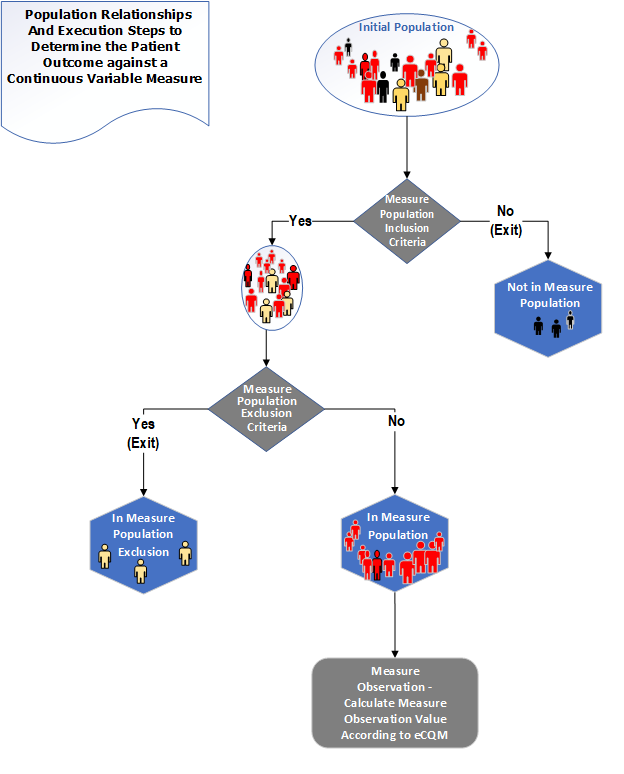 Population Relationships
And Execution Steps to
Determine the Patient
Outcome against a
Continuous Variable Measure
Initial Population
Measure
Population
Inclusion
Criteria
Yes
No
(Exit)
Not in Measure
Population
Measure
Population
Exclusion
Criteria
Yes
(Exit)
No
In Measure
Population
Exclusion
In Measure
Population
Measure
Observation -
Calculate Measure
Observation Value
According to eCQM